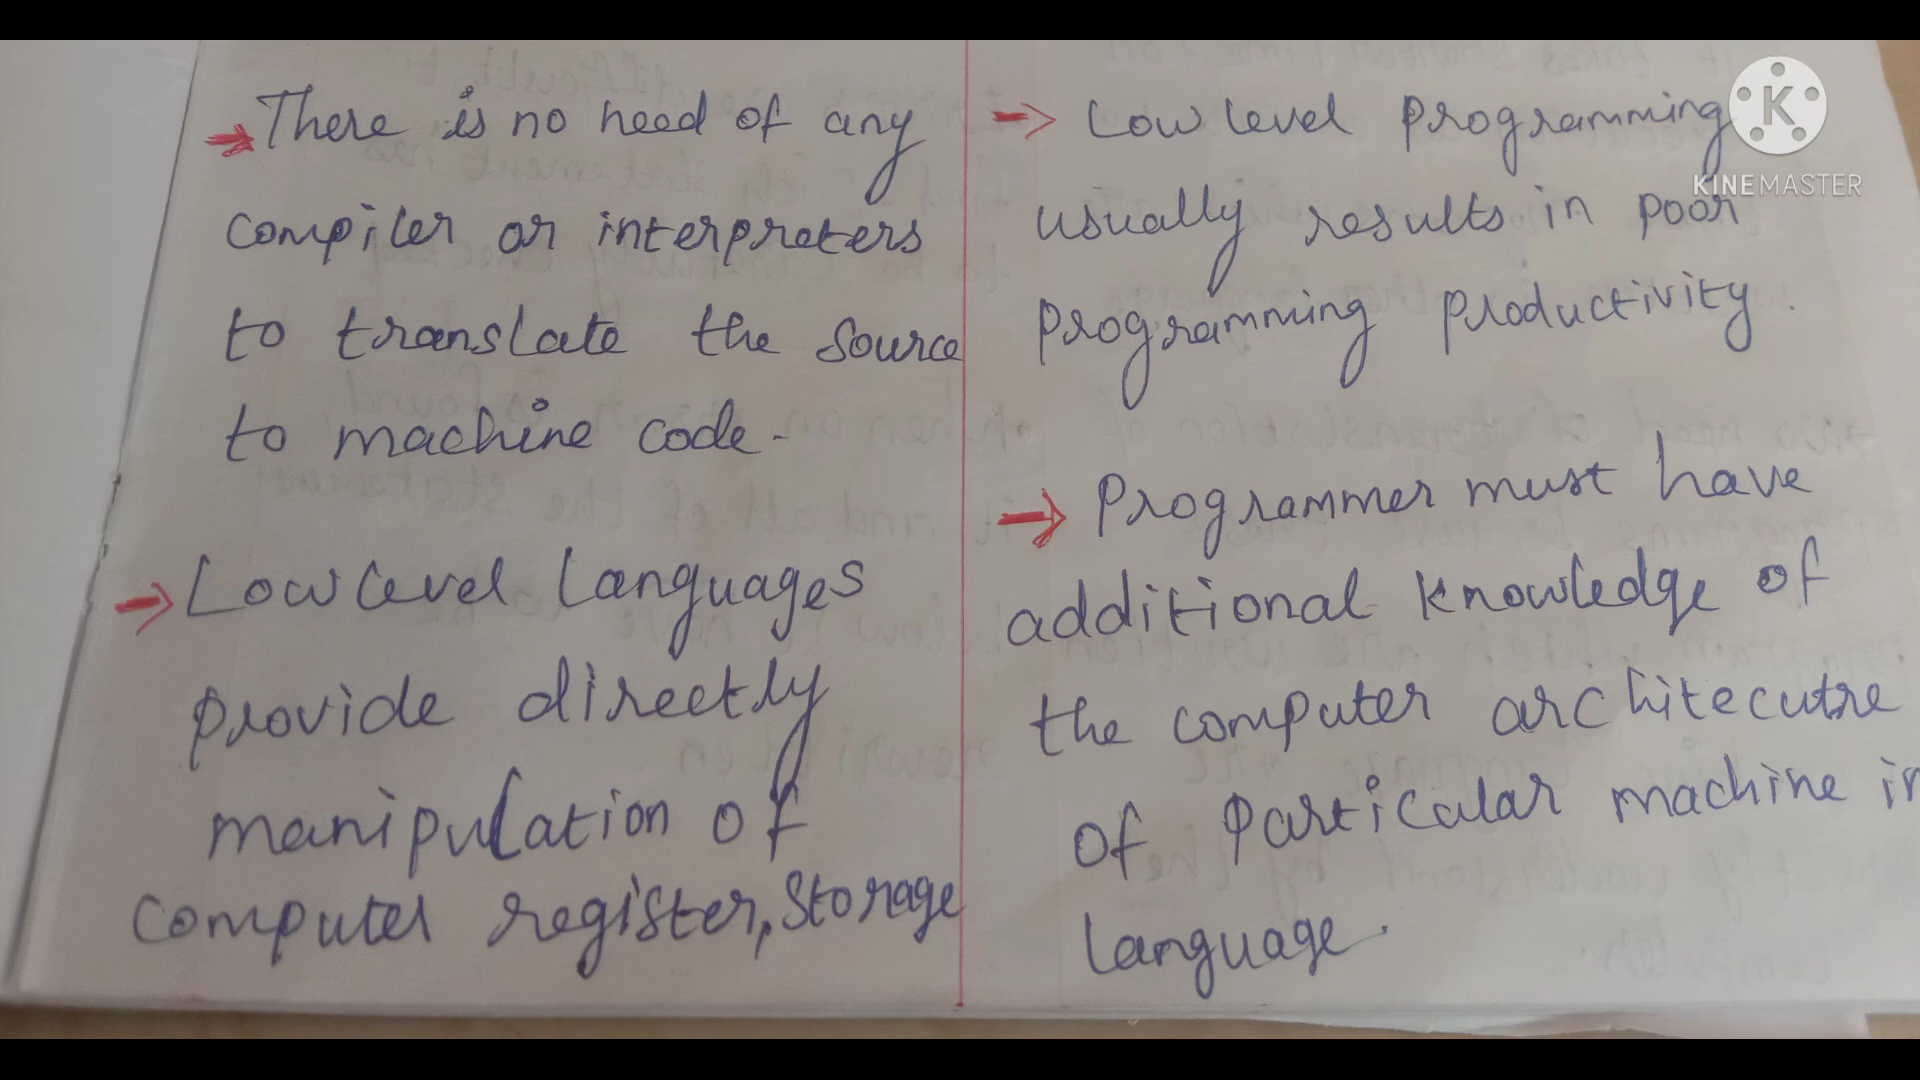 → There is no need of any
compiler or interpreters
to translate the source
to machine code.
→ Low level languages
provide directly
manipulation of
computer register, storage
→ Low level programming
usually results in poor
programming productivity.
→ Programmer must have
additional knowledge of
the computer architecutre
of particular machine in
language.
K
KINEMASTER